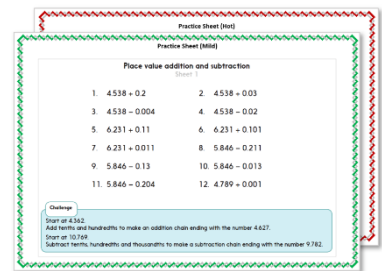 Practice Sheet (Hot)
Practice Sheet (Mild)
Place value addition and subtraction
Sheet 1
1. 4.538 + 0.2 2. 4.538 + 0.03
3. 4.538 – 0.004 4. 4.538 – 0.02
5. 6.231 + 0.11 6. 6.231 + 0.101
7. 6.231 + 0.011 8. 5.846 – 0.211
9. 5.846 – 0.13 10. 5.846 – 0.013
11. 5.846 – 0.204 12. 4.789 + 0.001
Challenge
Start at 4.362.
Add tenths and hundredths to make an addition chain ending with the number 4.627.
Start at 10.769.
Subtract tenths, hundredths and thousandths to make a subtraction chain ending with the number 9.782.